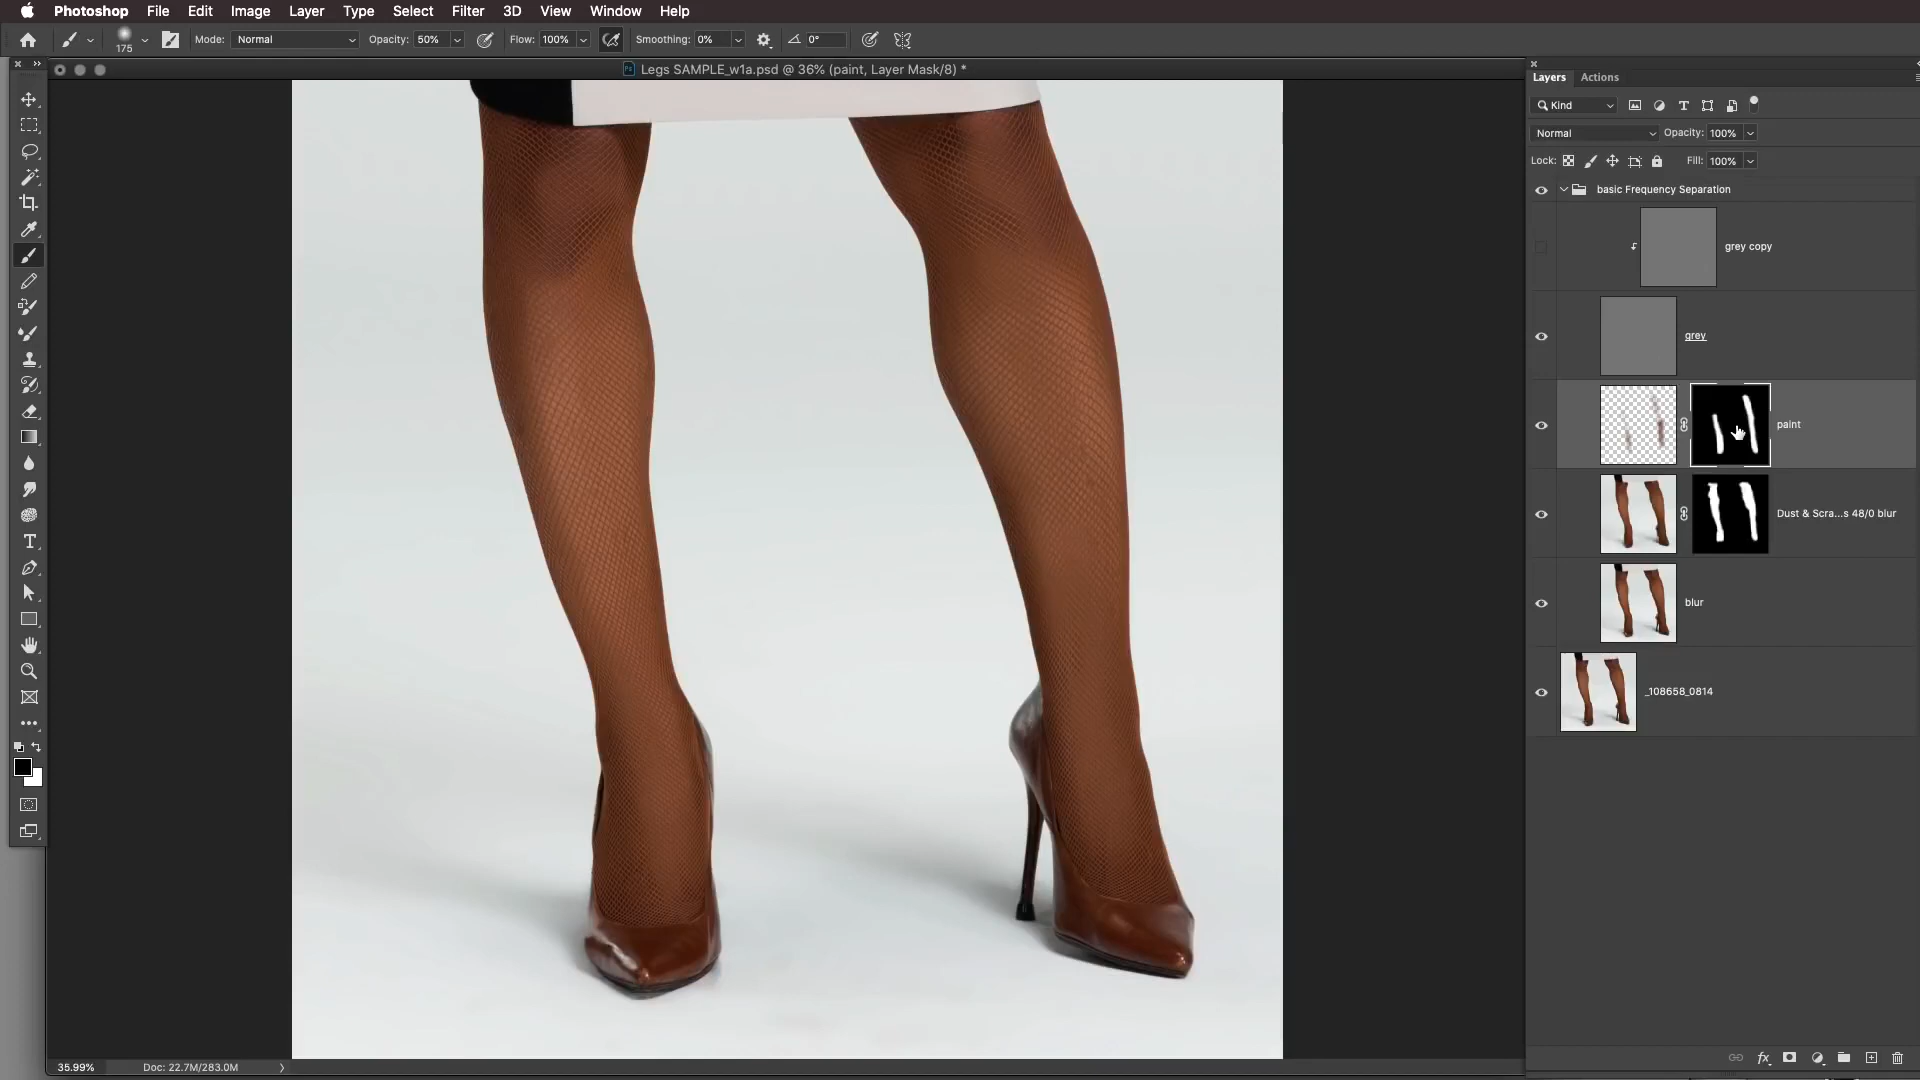 Photoshop File Edit Image Layer Type Select Filter 3D View Window Help
175 Mode: Normal Opacity: 50% Flow: 100% Smoothing: 0% 0°
Legs SAMPLE_w1a.psd @ 36% (paint, Layer Mask/8) *
Layers Actions
Kind
Normal Opacity: 100%
Lock: Fill: 100%
basic Frequency Separation
grey copy
grey
paint
Dust & Scra...s 48/0 blur
blur
_108658_0814
35.99% Doc: 22.7M/283.0M